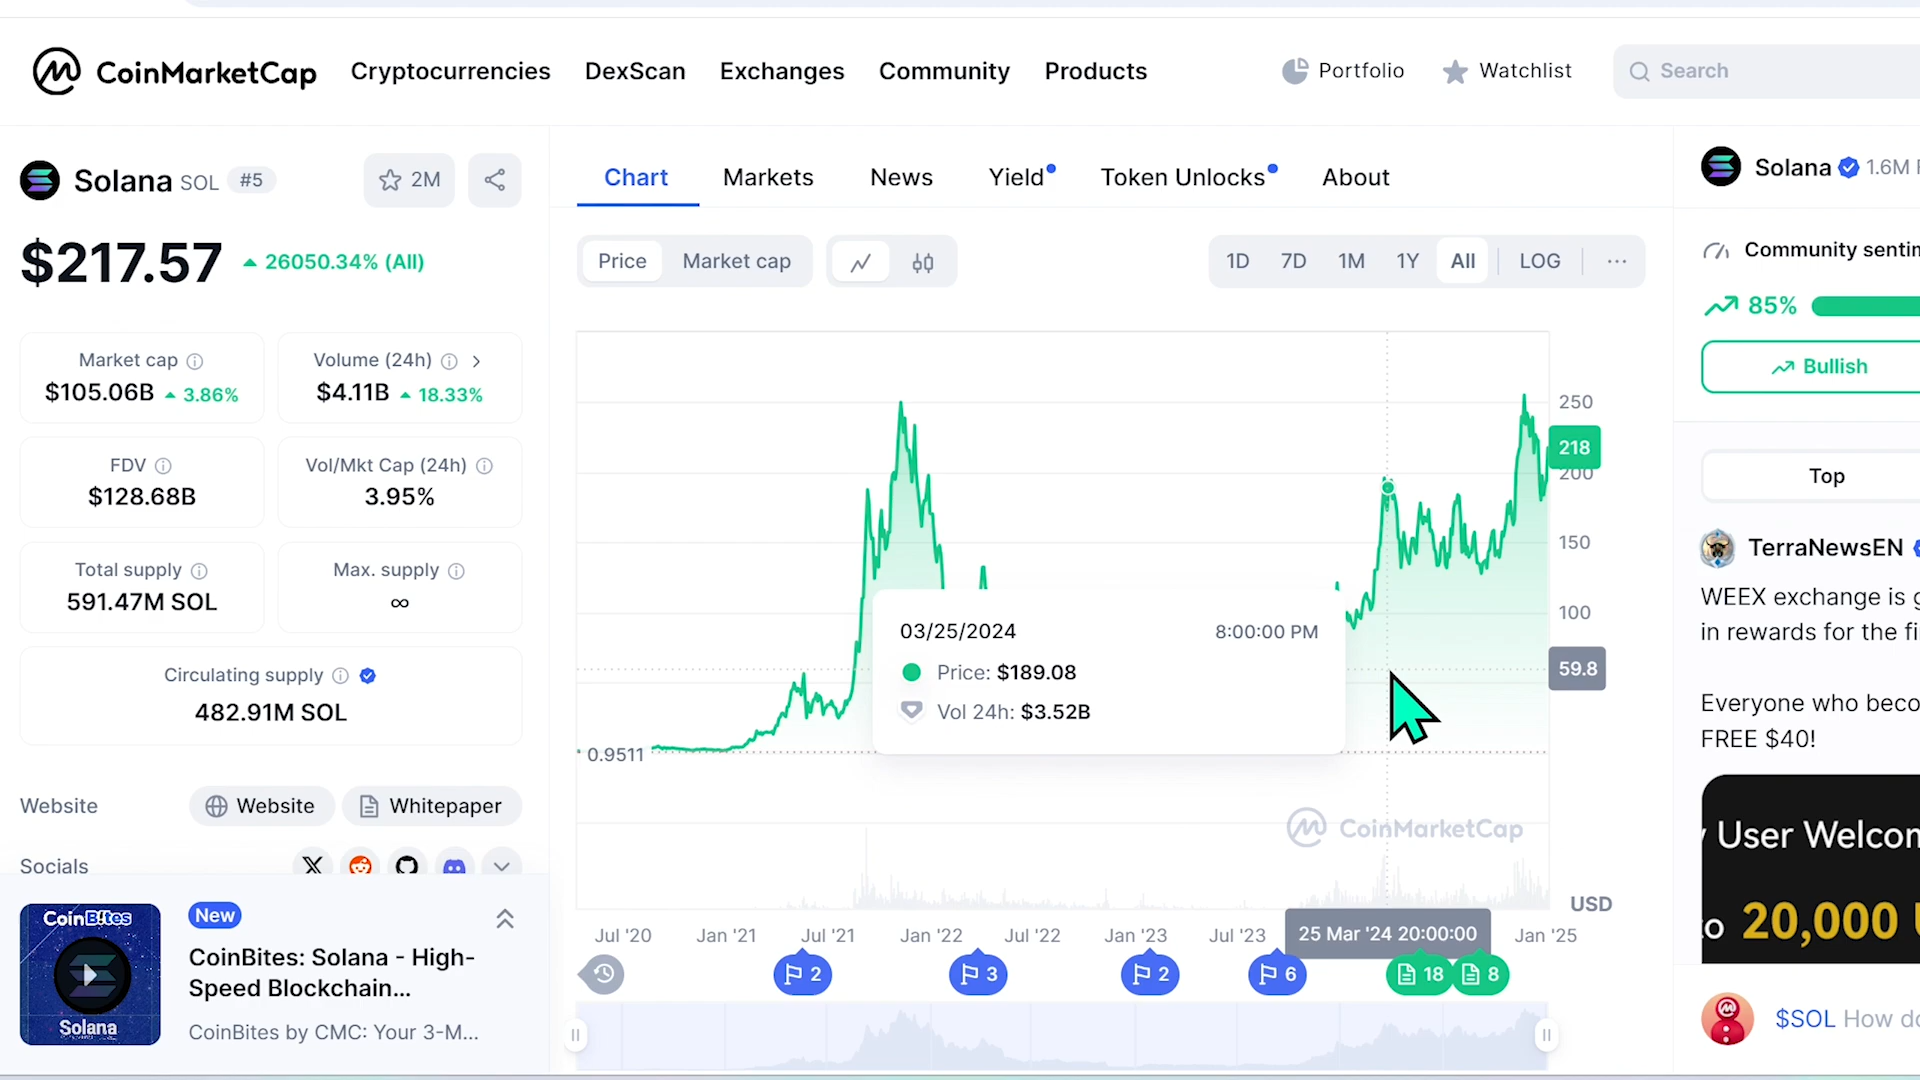 CoinMarketCap Cryptocurrencies DexScan Exchanges Community Products Portfolio Watchlist Search
Solana SOL #5 2M
$217.57 26050.34% (All)
Market cap
$105.06B 3.86%
Volume (24h)
$4.11B 18.33%
FDV
$128.68B
Vol/Mkt Cap (24h)
3.95%
Total supply
591.47M SOL
Max. supply
∞
Circulating supply
482.91M SOL
Website Website Whitepaper
Socials
CoinBites
Solana
New
CoinBites: Solana - High-
Speed Blockchain...
CoinBites by CMC: Your 3-M...
Chart Markets News Yield Token Unlocks About
Price Market cap 1D 7D 1M 1Y All LOG ...
250
218
200
150
100
59.8
0.9511
03/25/2024 8:00:00 PM
Price: $189.08
Vol 24h: $3.52B
CoinMarketCap
USD
Jul '20 Jan '21 Jul '21 Jan '22 Jul '22 Jan '23 Jul '23 25 Mar '24 20:00:00 Jan '25
2 3 2 6 18 8
Solana 1.6M
Community
85%
Bullish
Top
TerraNewsEN
WEEX exchange is
in rewards for the
Everyone who
FREE $40!
User
20,000
$SOL How